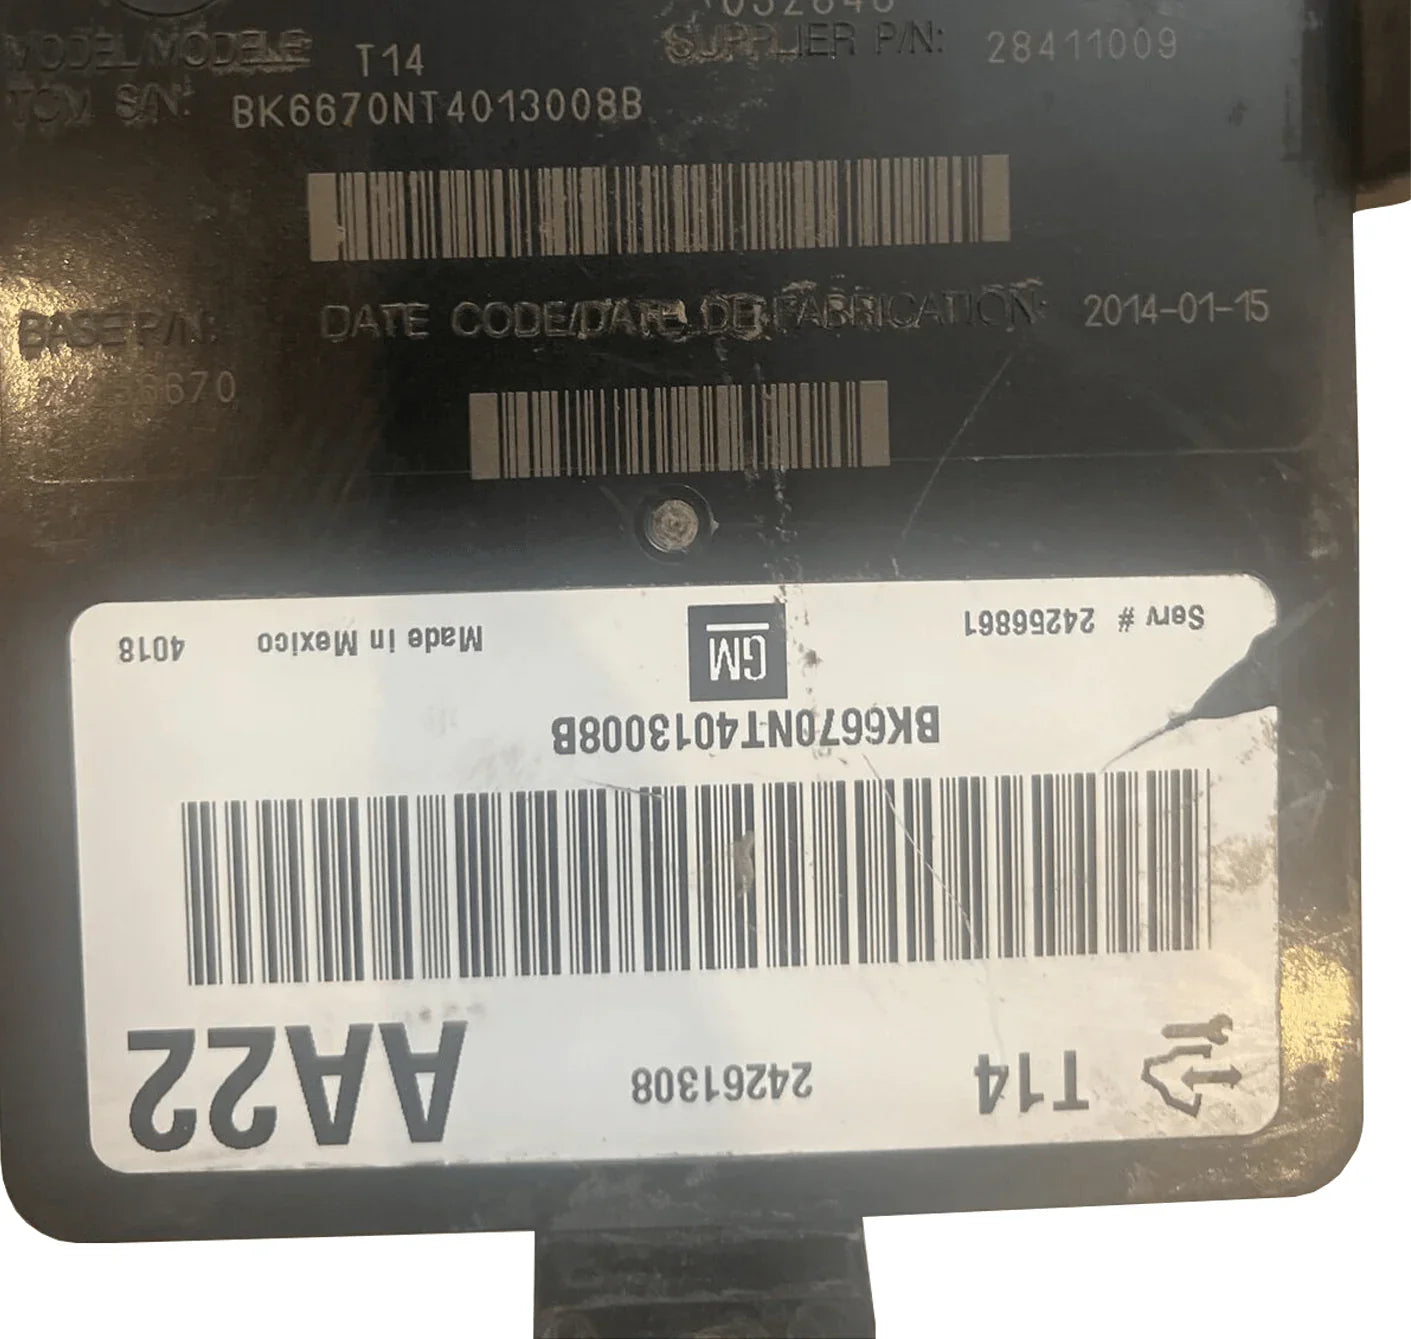 MODEL/MODELE T14 SUPPLIER P/N: 28411009
TCM S/N: BK6670NT4013008B
BASE P/N: DATE CODE/DATE DE FABRICATION: 2014-01-15
T14 24261308 AA22
BK6670NT4013008B
Serv # 24256861 GM Made in Mexico 4018